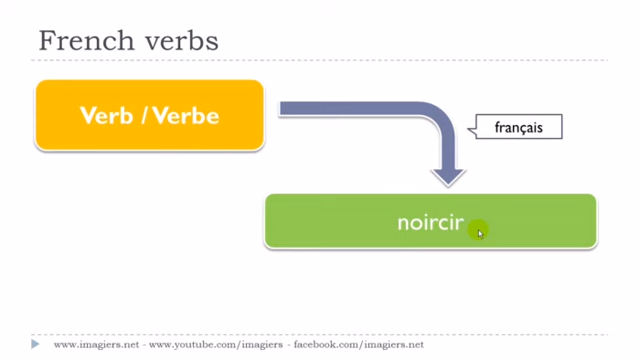 French verbs
Verb / Verbe
français
noircir
www.imagiers.net - www.youtube.com/imagiers - facebook.com/imagiers.net